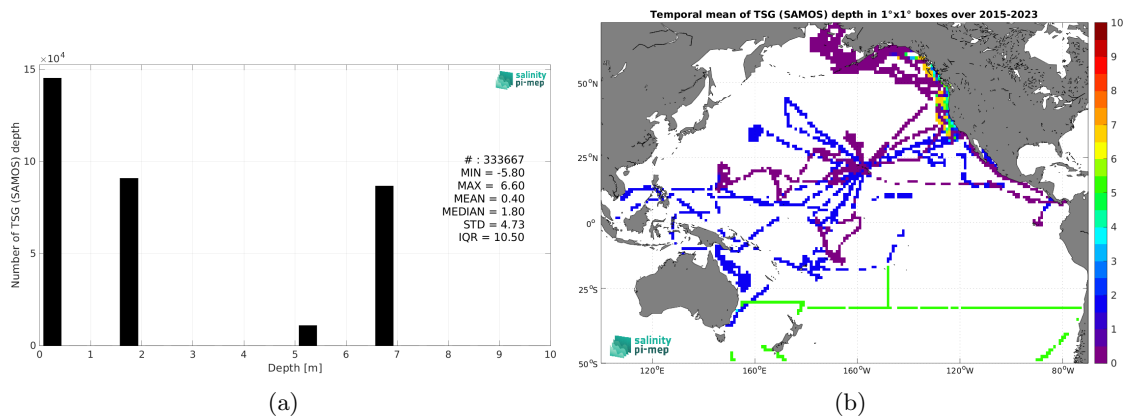 ×10⁴
15
10
5
0
Number of TSG (SAMOS) depth
0 1 2 3 4 5 6 7 8 9 10
Depth [m]
salinity
pi-mep
# : 333667
MIN = -5.80
MAX = 6.60
MEAN = 0.40
MEDIAN = 1.80
STD = 4.73
IQR = 10.50
(a)
Temporal mean of TSG (SAMOS) depth in 1°x1° boxes over 2015-2023
50°N
25°N
0°
25°S
50°S
120°E 160°E 160°W 120°W 80°W
salinity
pi-mep
10
9
8
7
6
5
4
3
2
1
0
(b)